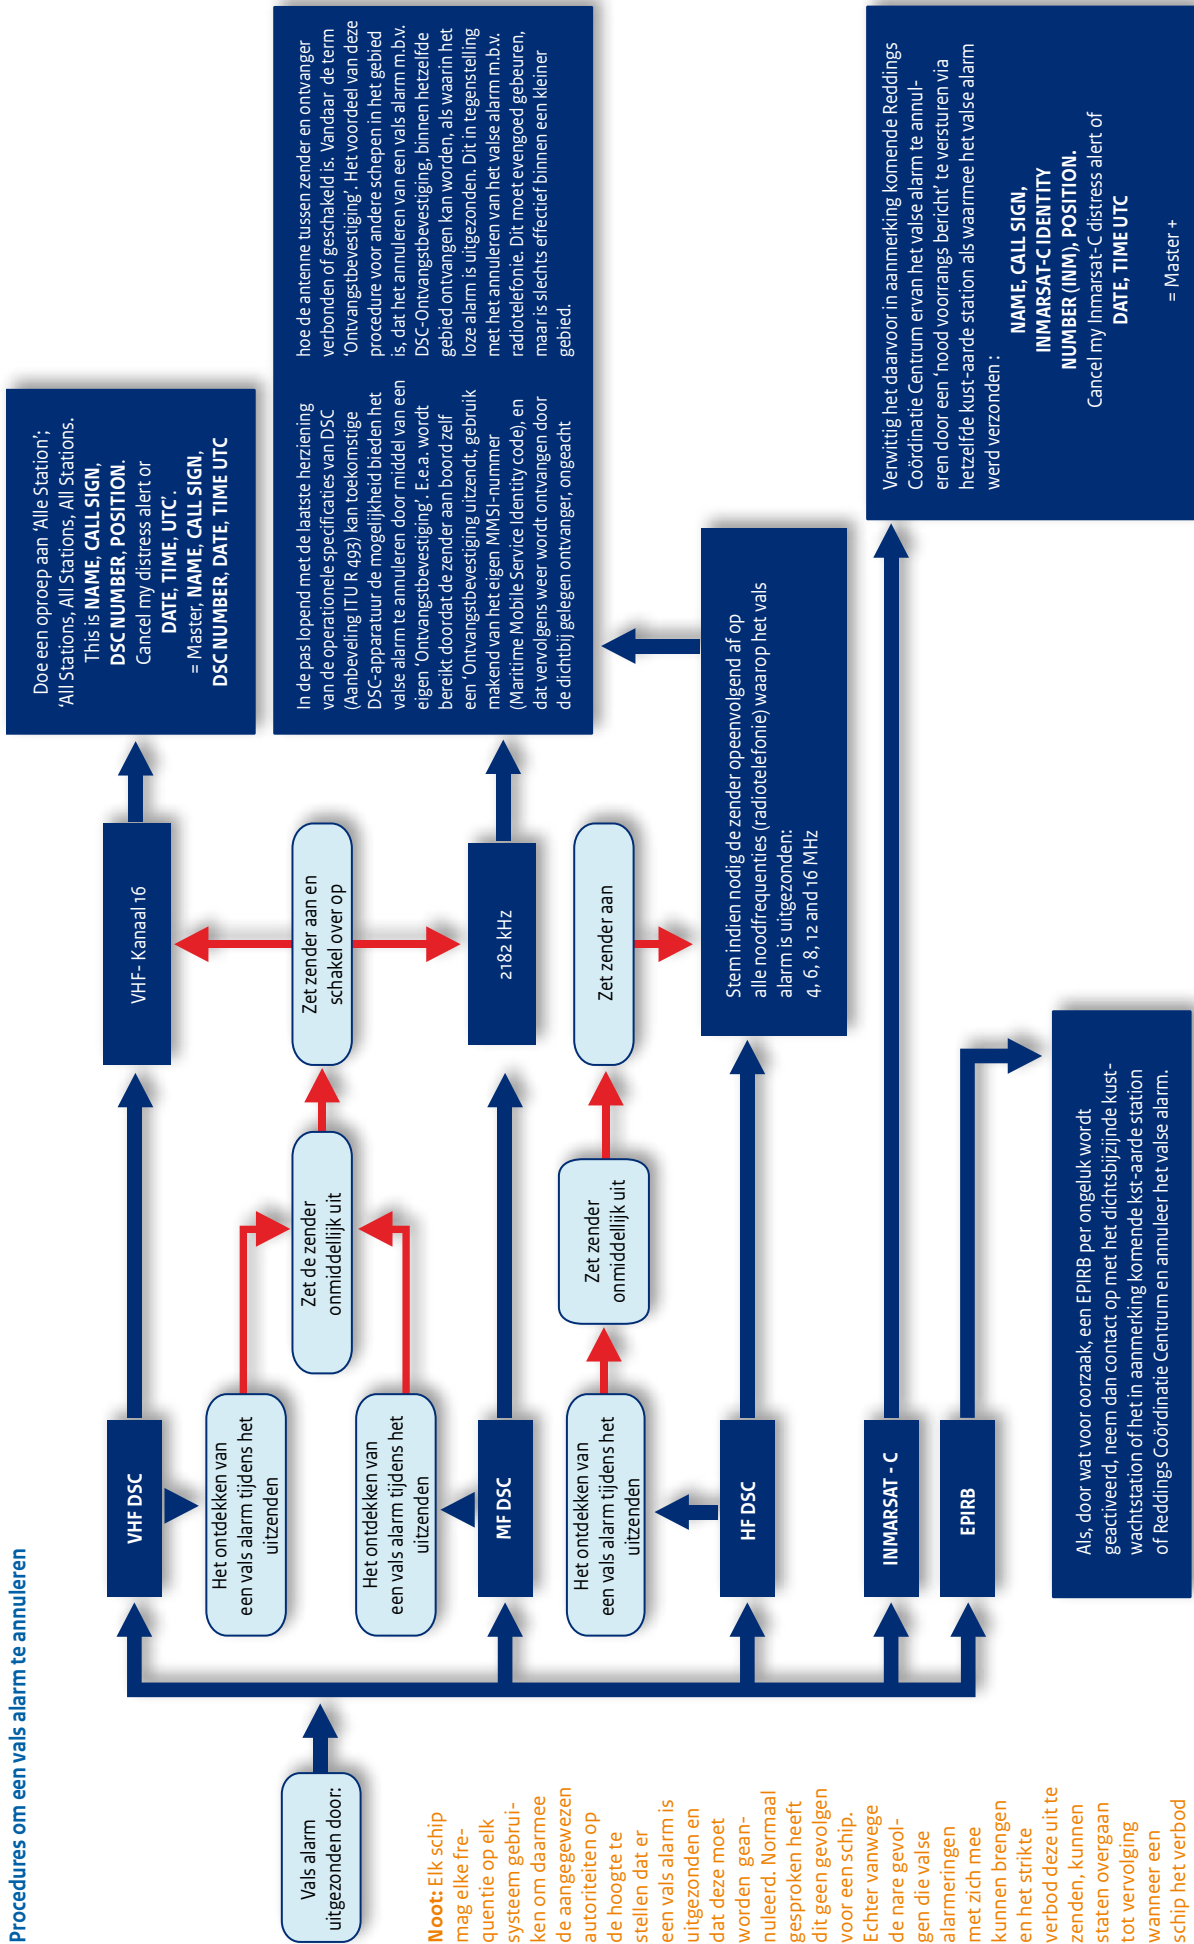 Procedures om een vals alarm te annuleren
Vals alarm
uitgezonden door:
Noot: Elk schip
mag elke fre-
quentie op elk
systeem gebrui-
ken om daarmee
de aangegewezen
autoriteiten op
de hoogte te
stellen dat er
een vals alarm is
uitgezonden en
dat deze moet
worden  gean-
nuleerd. Normaal
gesproken heeft
dit geen gevolgen
voor een schip.
Echter vanwege
de nare gevol-
gen die valse
alarmeringen
met zich mee
kunnen brengen
en het strikte
verbod deze uit te
zenden, kunnen
staten overgaan
tot vervolging
wanneer een
schip het verbod
VHF DSC
Het ontdekken van
een vals alarm tijdens het
uitzenden
Het ontdekken van
een vals alarm tijdens het
uitzenden
MF DSC
Het ontdekken van
een vals alarm tijdens het
uitzenden
HF DSC
INMARSAT - C
EPIRB
Zet de zender
onmiddellijk uit
Zet zender
onmiddellijk uit
VHF- Kanaal 16
Zet zender aan en
schakel over op
2182 kHz
Zet zender aan
Stem indien nodig de zender opeenvolgend af op
alle noodfrequenties (radiotelefonie) waarop het vals
alarm is uitgezonden:
4, 6, 8, 12 and 16 MHz
Als, door wat voor oorzaak, een EPIRB per ongeluk wordt
geactiveerd, neem dan contact op met het dichtsbijzijnde kust-
wachtstation of het in aanmerking komende kst-aarde station
of Reddings Coördinatie Centrum en annuleer het valse alarm.
Doe een oproep aan ‘Alle Station’;
‘All Stations, All Stations, All Stations.
This is NAME, CALL SIGN,
DSC NUMBER, POSITION.
Cancel my distress alert or
DATE, TIME, UTC’.
= Master, NAME, CALL SIGN,
DSC NUMBER, DATE, TIME UTC
In de pas lopend met de laatste herziening
van de operationele specificaties van DSC
(Aanbeveling ITU R 493) kan toekomstige
DSC-apparatuur de mogelijkheid bieden het
valse alarm te annuleren door middel van een
eigen ‘Ontvangstbevestiging’. E.e.a. wordt
bereikt doordat de zender aan boord zelf
een ‘Ontvangstbevestiging uitzendt, gebruik
makend van het eigen MMSI-nummer
(Maritime Mobile Service Identity code), en
dat vervolgens weer wordt ontvangen door
de dichtbij gelegen ontvanger, ongeacht
hoe de antenne tussen zender en ontvanger
verbonden of geschakeld is. Vandaar  de term
‘Ontvangstbevestiging’. Het voordeel van deze
procedure voor andere schepen in het gebied
is, dat het annuleren van een vals alarm m.b.v.
DSC-Ontvangstbevestiging, binnen hetzelfde
gebied ontvangen kan worden, als waarin het
loze alarm is uitgezonden. Dit in tegenstelling
met het annuleren van het valse alarm m.b.v.
radiotelefonie. Dit moet evengoed gebeuren,
maar is slechts effectief binnen een kleiner
gebied.
Verwittig het daarvoor in aanmerking komende Reddings
Coördinatie Centrum ervan het valse alarm te annul-
eren door een ‘nood voorrangs bericht’ te versturen via
hetzelfde kust-aarde station als waarmee het valse alarm
werd verzonden :
NAME, CALL SIGN,
INMARSAT-C IDENTITY
NUMBER (INM), POSITION.
Cancel my Inmarsat-C distress alert of
DATE, TIME UTC
= Master +